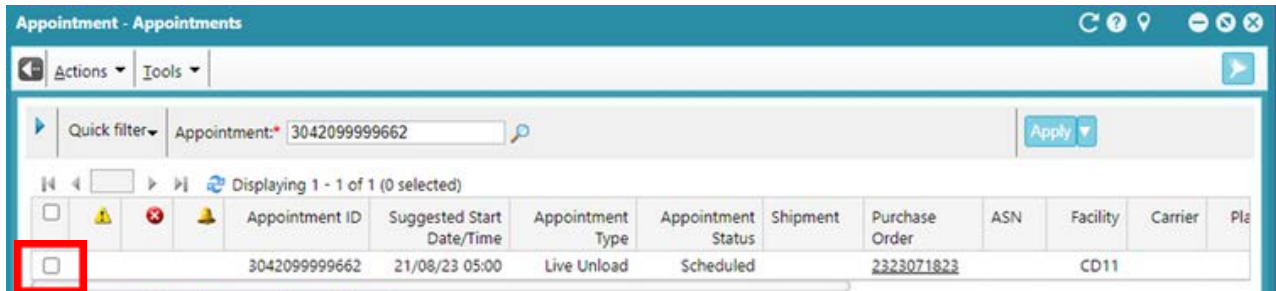 Appointment - Appointments
Actions Tools
Quick filter Appointment:* 3042099999662 Apply
Displaying 1 - 1 of 1 (0 selected)
Appointment ID Suggested Start Date/Time Appointment Type Appointment Status Shipment Purchase Order ASN Facility Carrier Pla
3042099999662 21/08/23 05:00 Live Unload Scheduled 2323071823 CD11